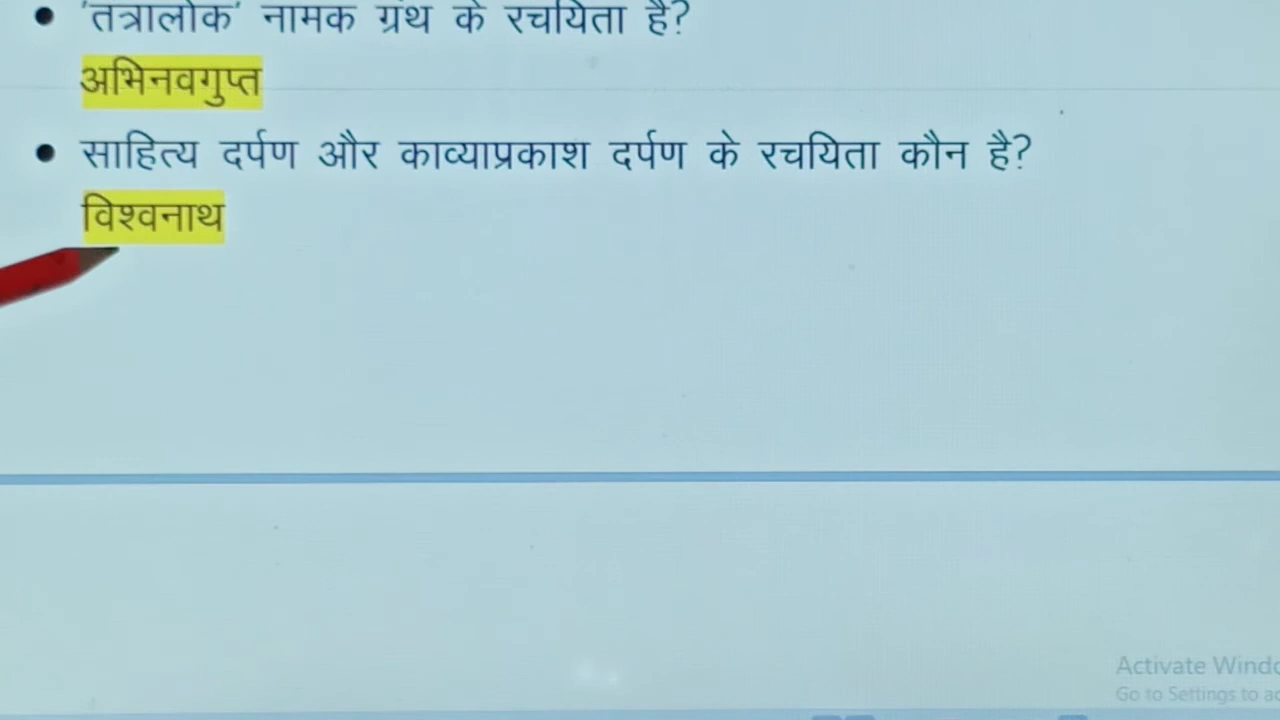 'तंत्रालोक' नामक ग्रंथ के रचयिता है?
अभिनवगुप्त
साहित्य दर्पण और काव्याप्रकाश दर्पण के रचयिता कौन है?
विश्वनाथ
Activate Windo
Go to Settings to ac